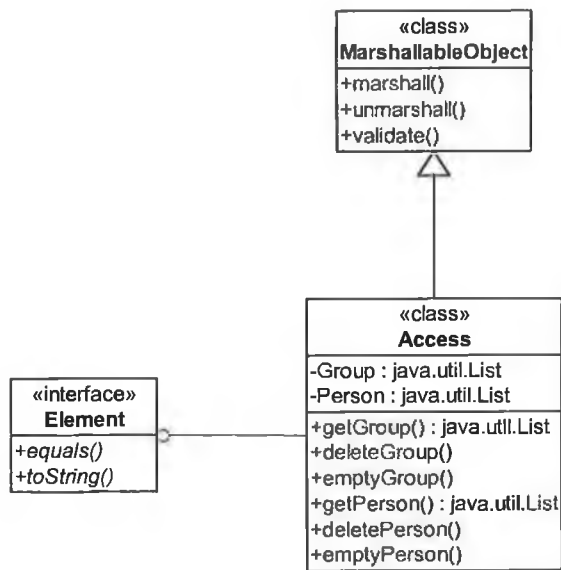 «class»
MarshallableObject
+marshall()
+unmarshall()
+validate()
«class»
Access
-Group : java.util.List
-Person : java.util.List
+getGroup() : java.util.List
+deleteGroup()
+emptyGroup()
+getPerson() : java.util.List
+deletePerson()
+emptyPerson()
«interface»
Element
+equals()
+toString()